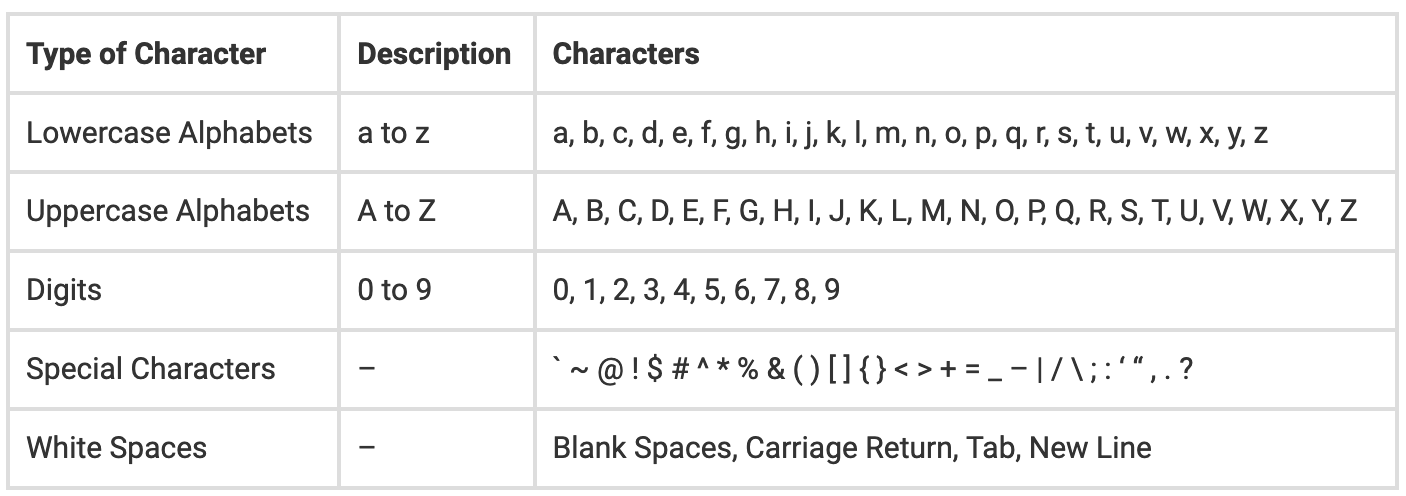 Type of Character Description Characters
Lowercase Alphabets a to z a, b, c, d, e, f, g, h, i, j, k, l, m, n, o, p, q, r, s, t, u, v, w, x, y, z
Uppercase Alphabets A to Z A, B, C, D, E, F, G, H, I, J, K, L, M, N, O, P, Q, R, S, T, U, V, W, X, Y, Z
Digits 0 to 9 0, 1, 2, 3, 4, 5, 6, 7, 8, 9
Special Characters – ` ~ @ ! $ # ^ * % & ( ) [ ] { } < > + = _ – | / \ ; : ‘ “ , . ?
White Spaces – Blank Spaces, Carriage Return, Tab, New Line